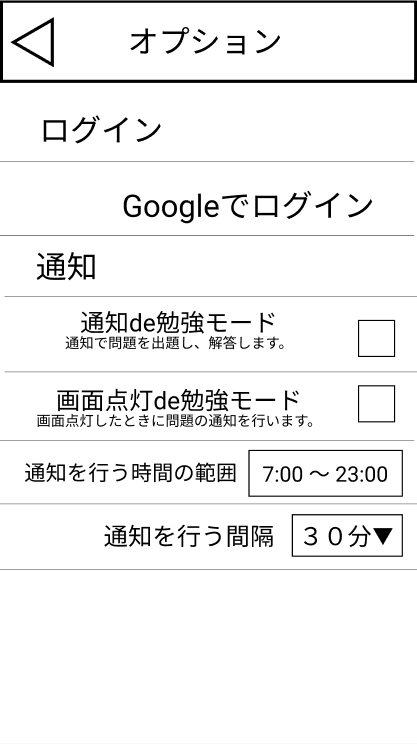 オプション
ログイン
Googleでログイン
通知
通知de勉強モード
通知で問題を出題し、解答します。
画面点灯de勉強モード
画面点灯したときに問題の通知を行います。
通知を行う時間の範囲 7:00 〜 23:00
通知を行う間隔 ３０分▼